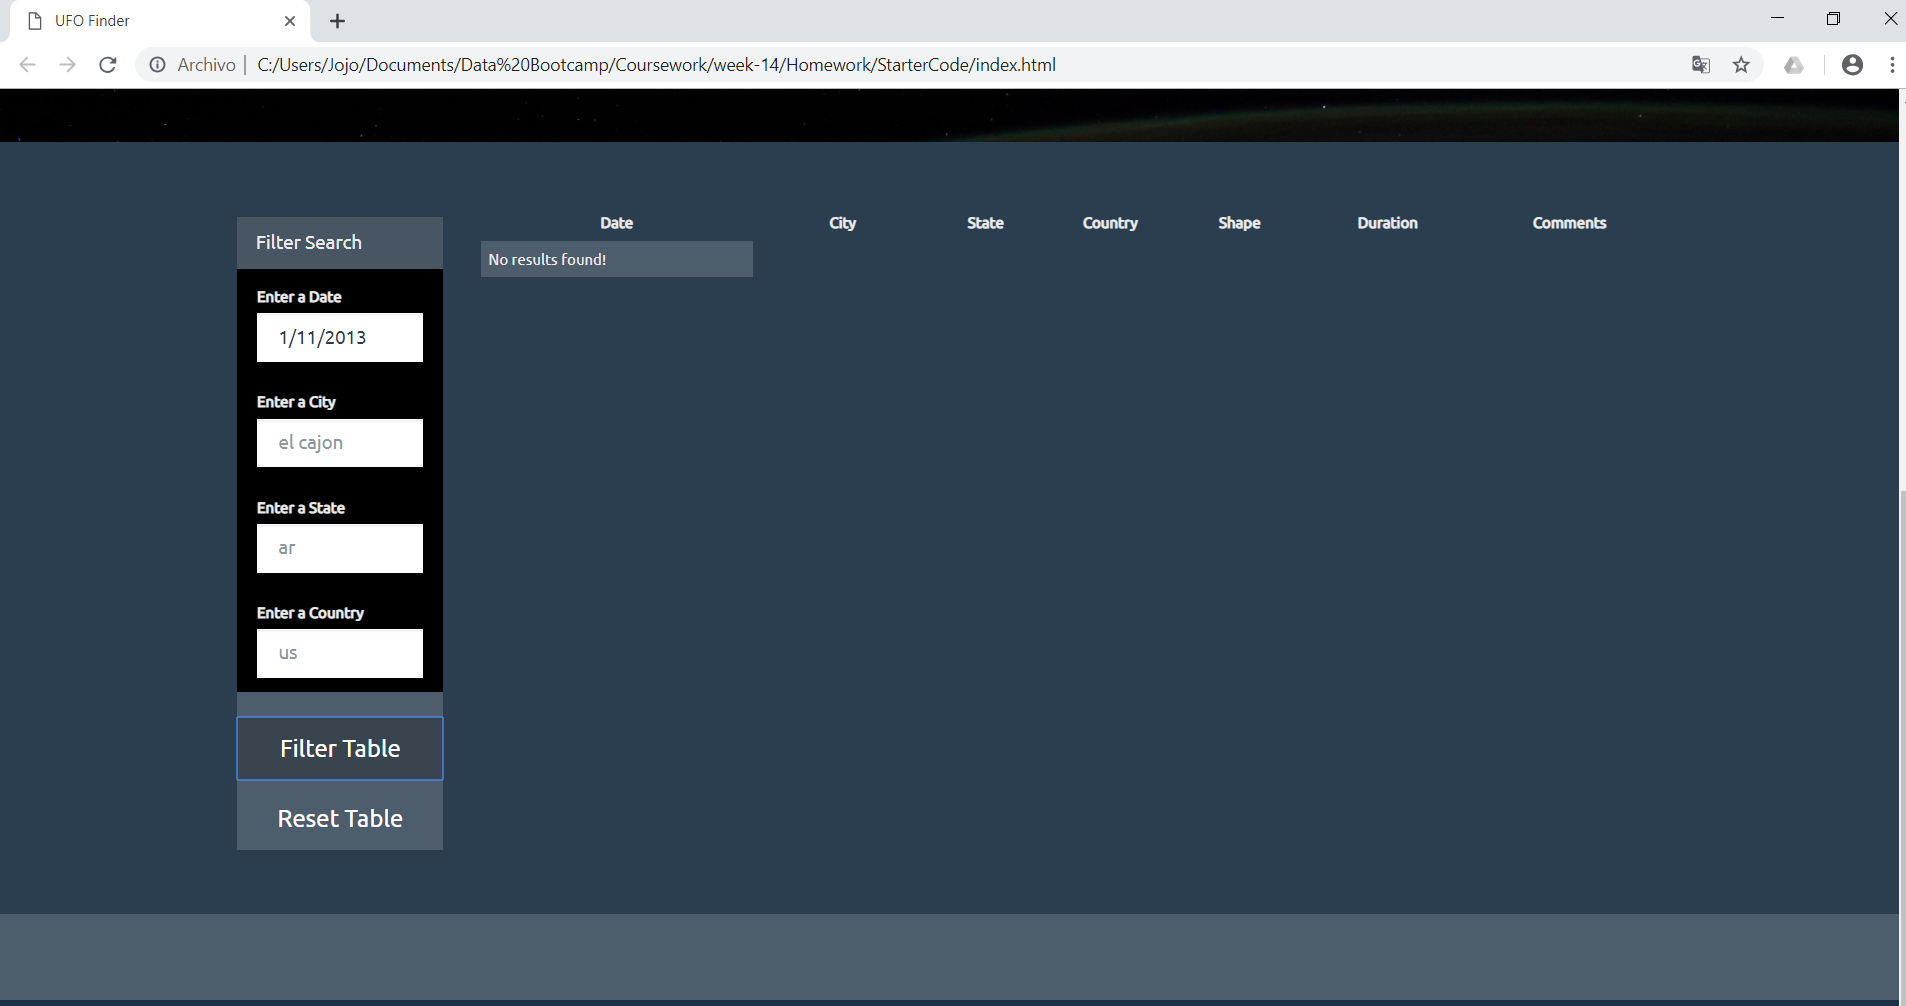 UFO Finder
Archivo | C:/Users/Jojo/Documents/Data%20Bootcamp/Coursework/week-14/Homework/StarterCode/index.html
Filter Search
Enter a Date
1/11/2013
Enter a City
el cajon
Enter a State
ar
Enter a Country
us
Filter Table
Reset Table
Date City State Country Shape Duration Comments
No results found!